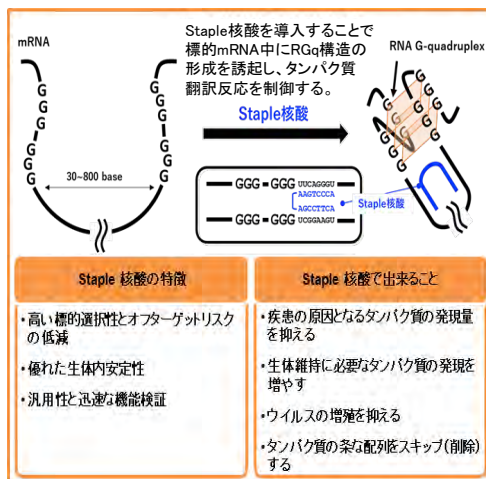 mRNA
Staple核酸を導入することで
標的mRNA中にRGq構造の
形成を誘起し、タンパク質
翻訳反応を制御する。
RNA G-quadruplex
Staple核酸
GGG GGG
GGG GGG
30~800 base
GGG GGG UUCAGGGU
AAGTCCCA
AGCCTTCA
GGG GGG UCGGAAGU
Staple核酸
G G G G G G G G G G G G
Staple 核酸の特徴
・高い標的選択性とオフターゲットリスク
の低減
・優れた生体内安定性
・汎用性と迅速な機能検証
Staple 核酸で出来ること
・疾患の原因となるタンパク質の発現量
を抑える
・生体維持に必要なタンパク質の発現を
増やす
・ウイルスの増殖を抑える
・タンパク質の条な配列をスキップ(削除)
する